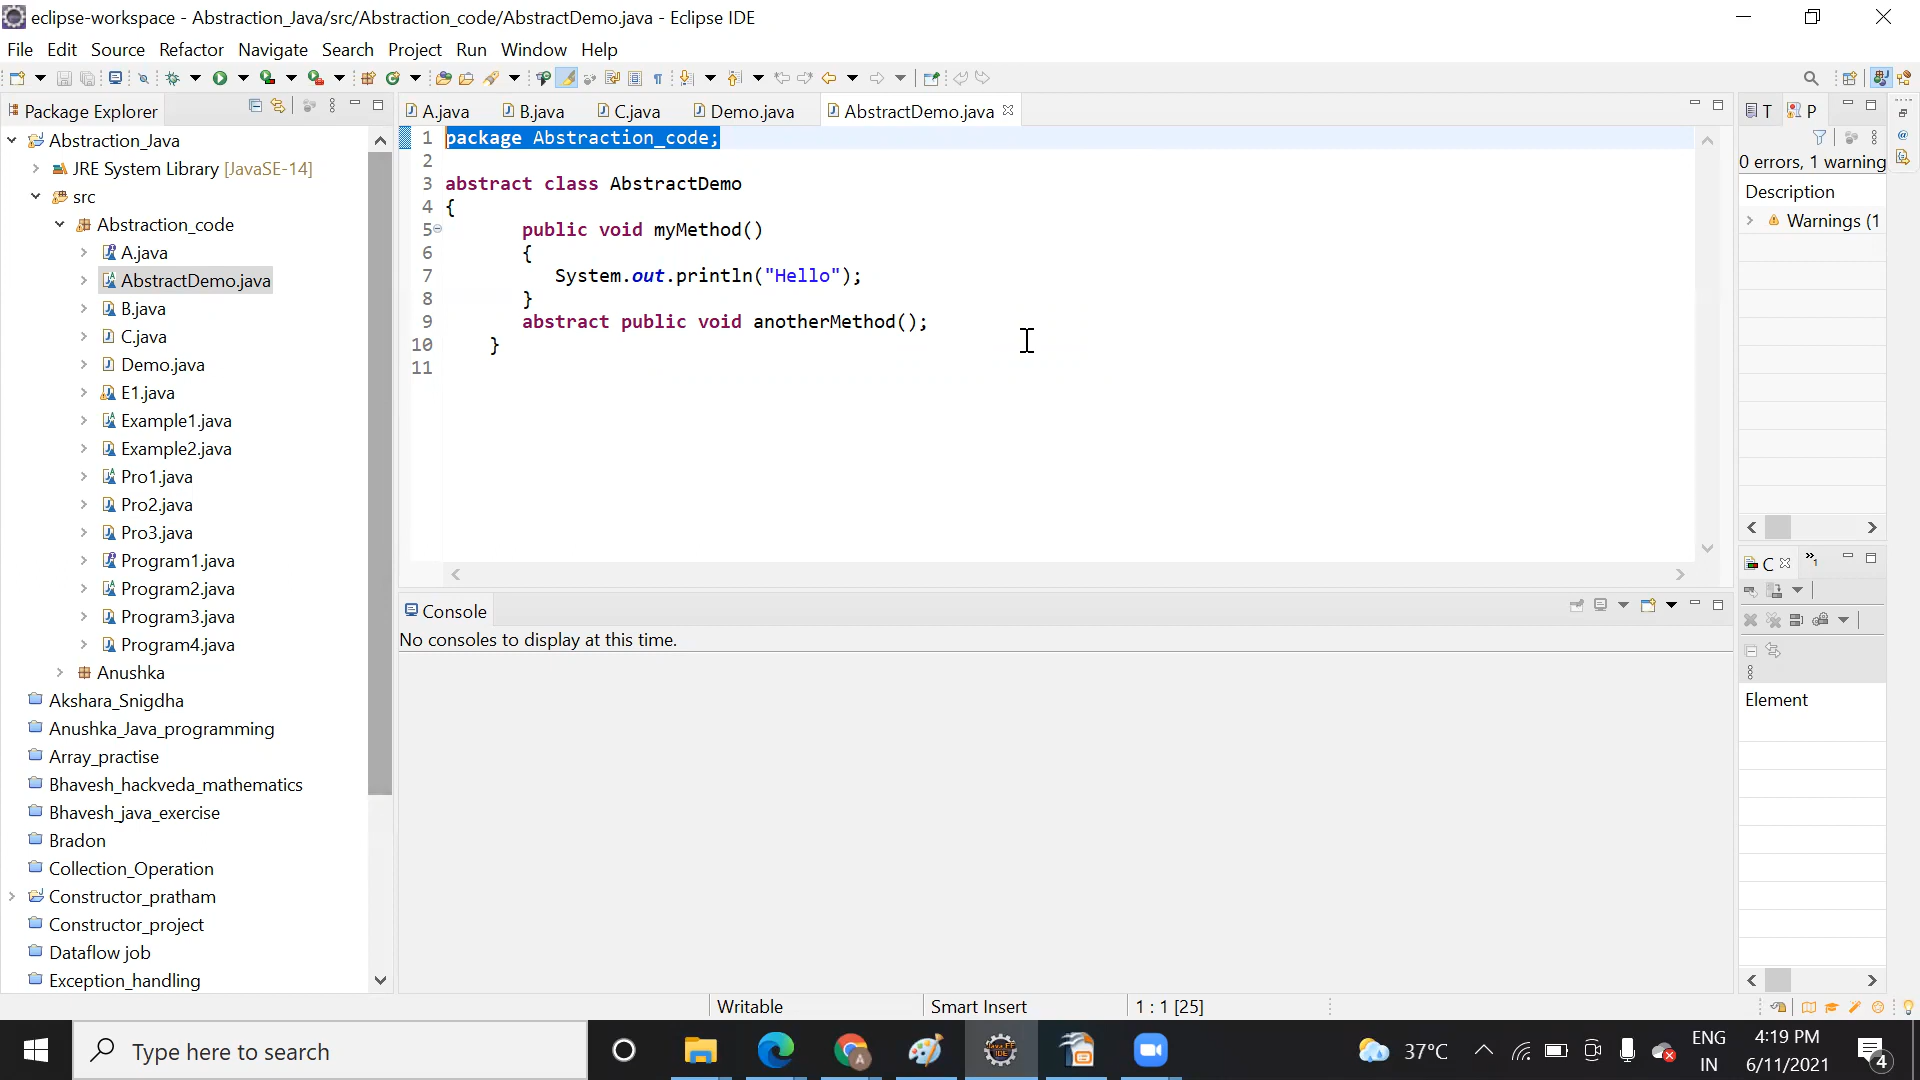 eclipse-workspace - Abstraction_Java/src/Abstraction_code/AbstractDemo.java - Eclipse IDE
File Edit Source Refactor Navigate Search Project Run Window Help
Package Explorer
Abstraction_Java
JRE System Library [JavaSE-14]
src
Abstraction_code
A.java
AbstractDemo.java
B.java
C.java
Demo.java
E1.java
Example1.java
Example2.java
Pro1.java
Pro2.java
Pro3.java
Program1.java
Program2.java
Program3.java
Program4.java
Anushka
Akshara_Snigdha
Anushka_Java_programming
Array_practise
Bhavesh_hackveda_mathematics
Bhavesh_java_exercise
Bradon
Collection_Operation
Constructor_pratham
Constructor_project
Dataflow job
Exception_handling
A.java B.java C.java Demo.java AbstractDemo.java
1 package Abstraction_code;
2
3 abstract class AbstractDemo
4 {
5 public void myMethod()
6 {
7 System.out.println("Hello");
8 }
9 abstract public void anotherMethod();
10 }
11
Console
No consoles to display at this time.
T P
0 errors, 1 warning
Description
Warnings (1
C »1
Element
Writable Smart Insert 1 : 1 [25]
Type here to search
37°C
ENG
IN
4:19 PM
6/11/2021
4